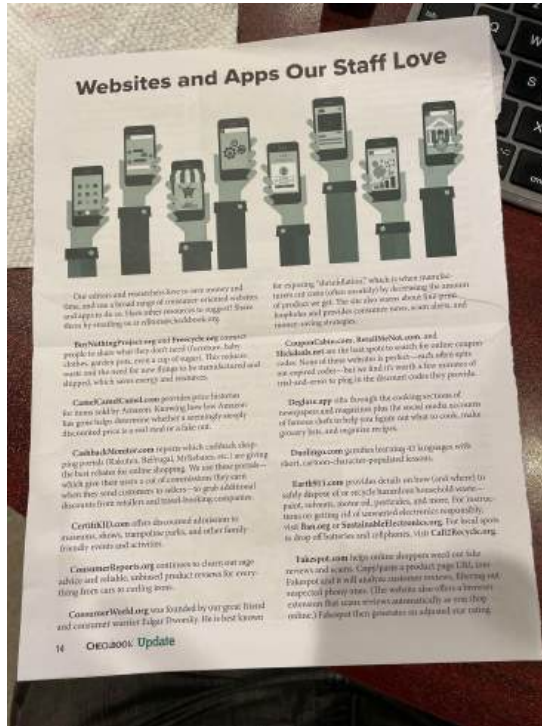 Websites and Apps Our Staff Love
Our editors and researchers love to save money and
time, and use a broad range of consumer-oriented websites
and apps to do so. Have other resources to suggest? Share
them by emailing us at editors@checkbook.org.
BuyNothingProject.org and Freecycle.org connect
people to share what they don't need (furniture, baby
clothes, garden pots, even a cup of sugar). This reduces
waste and the need for new things to be manufactured and
shipped, which saves energy and resources.
CamelCamelCamel.com provides price histories
for items sold by Amazon. Knowing how low Amazon
has gone helps determine whether a seemingly steeply
discounted price is a real steal or a fake out.
CashbackMonitor.com reports which cashback shop-
ping portals (Rakuten, BeFrugal, MrRebates, etc.) are giving
the best rebates for online shopping. We use these portals—
which give their users a cut of commissions they earn
when they send customers to sellers—to grab additional
discounts from retailers and travel-booking companies.
CertifiKID.com offers discounted admission to
museums, shows, trampoline parks, and other family-
friendly events and activities.
ConsumerReports.org continues to churn out sage
advice and reliable, unbiased product reviews for every-
thing from cars to curling irons.
ConsumerWorld.org was founded by our great friend
and consumer warrior Edgar Dworsky. He is best known
for exposing "shrinkflation," which is when manufac-
turers cut costs (often sneakily) by decreasing the amount
of product we get. The site also warns about fine-print
loopholes and provides consumer news, scam alerts, and
money-saving strategies.
CouponCabin.com, RetailMeNot.com, and
Slickdeals.net are the best spots to search for online coupon
codes. None of these websites is perfect—each often spits
out expired codes—but we find it's worth a few minutes of
trial-and-error to plug in the discount codes they provide.
Deglaze.app sifts through the cooking sections of
newspapers and magazines plus the social media accounts
of famous chefs to help you figure out what to cook, make
grocery lists, and organize recipes.
Duolingo.com gamifies learning 42 languages with
short, cartoon-character-populated lessons.
Earth911.com provides details on how (and where) to
safely dispose of or recycle hazardous household waste—
paint, solvents, motor oil, pesticides, and more. For instruc-
tions on getting rid of unwanted electronics responsibly,
visit Ban.org or SustainableElectronics.org. For local spots
to drop off batteries and cellphones, visit Call2Recycle.org.
Fakespot.com helps online shoppers weed out fake
reviews and scams. Copy/paste a product page URL into
Fakespot and it will analyze customer reviews, filtering out
suspected phony ones. (The website also offers a browser
extension that scans reviews automatically as you shop
online.) Fakespot then generates an adjusted star rating
14 CHECKBOOK Update